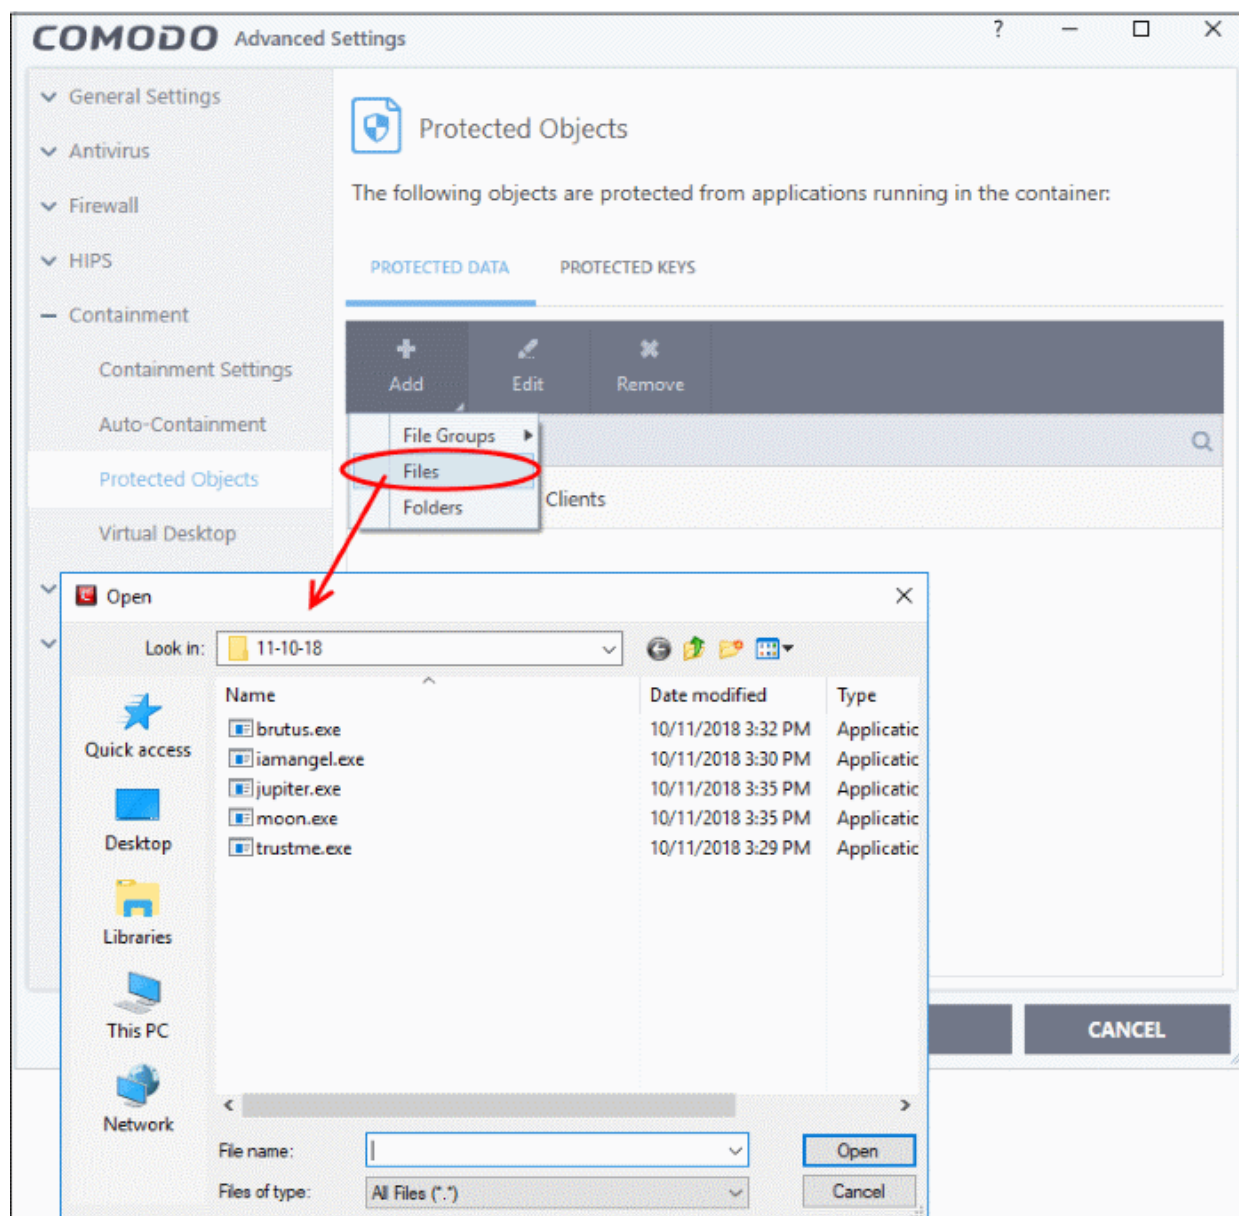 COMODO Advanced Settings
?
General Settings
Antivirus
Firewall
HIPS
Containment
Containment Settings
Auto-Containment
Protected Objects
Virtual Desktop
Protected Objects
The following objects are protected from applications running in the container:
PROTECTED DATA PROTECTED KEYS
Add Edit Remove
File Groups
Files
Folders
Clients
Open
Look in: 11-10-18
Name Date modified Type
brutus.exe 10/11/2018 3:32 PM Applicatic
iamangel.exe 10/11/2018 3:30 PM Applicatic
jupiter.exe 10/11/2018 3:35 PM Applicatic
moon.exe 10/11/2018 3:35 PM Applicatic
trustme.exe 10/11/2018 3:29 PM Applicatic
Quick access
Desktop
Libraries
This PC
Network
File name: Open
Files of type: All Files (*.*) Cancel
CANCEL